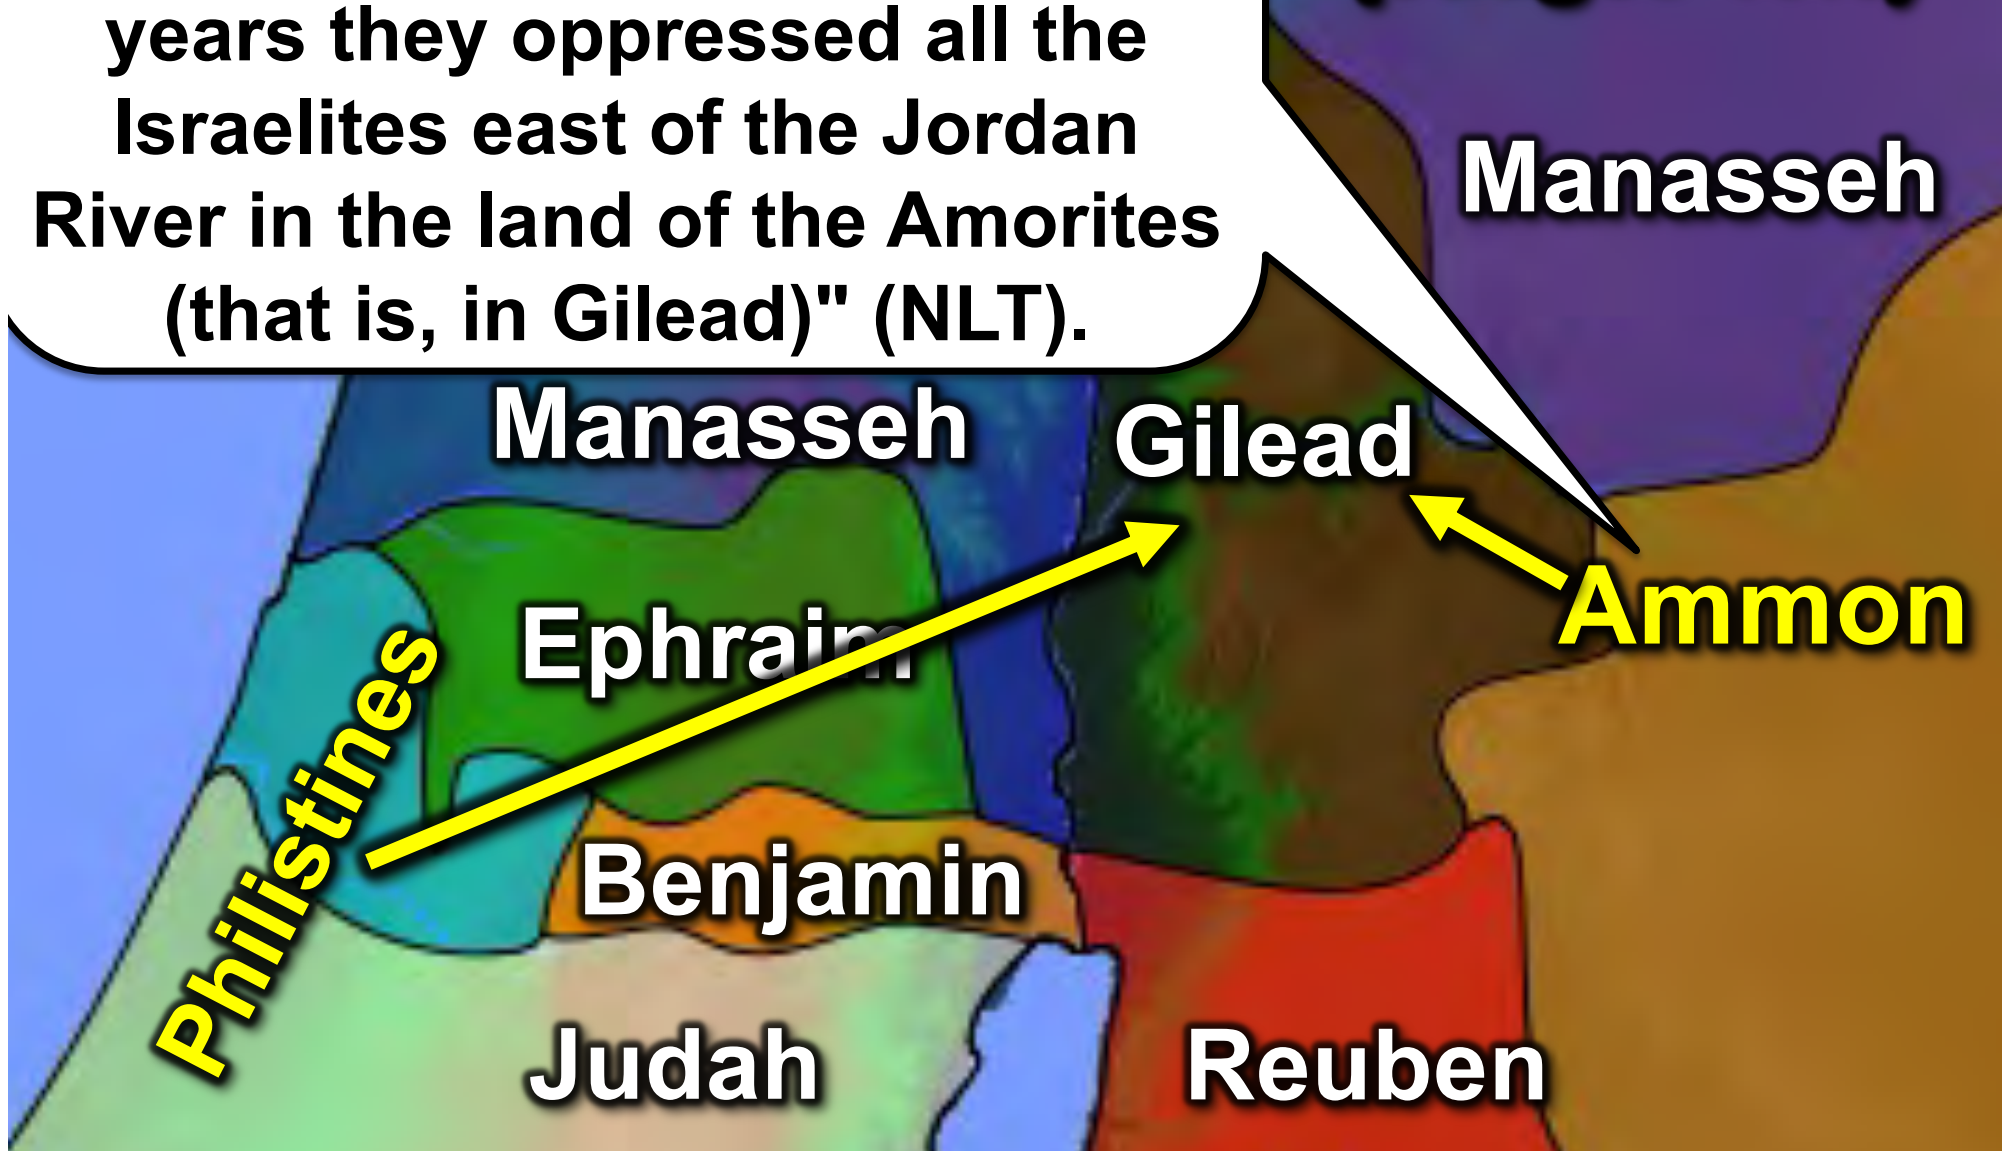 years they oppressed all the
Israelites east of the Jordan
River in the land of the Amorites
(that is, in Gilead)" (NLT).
Manasseh
Manasseh
Gilead
Ammon
Ephraim
Philistines
Benjamin
Judah
Reuben